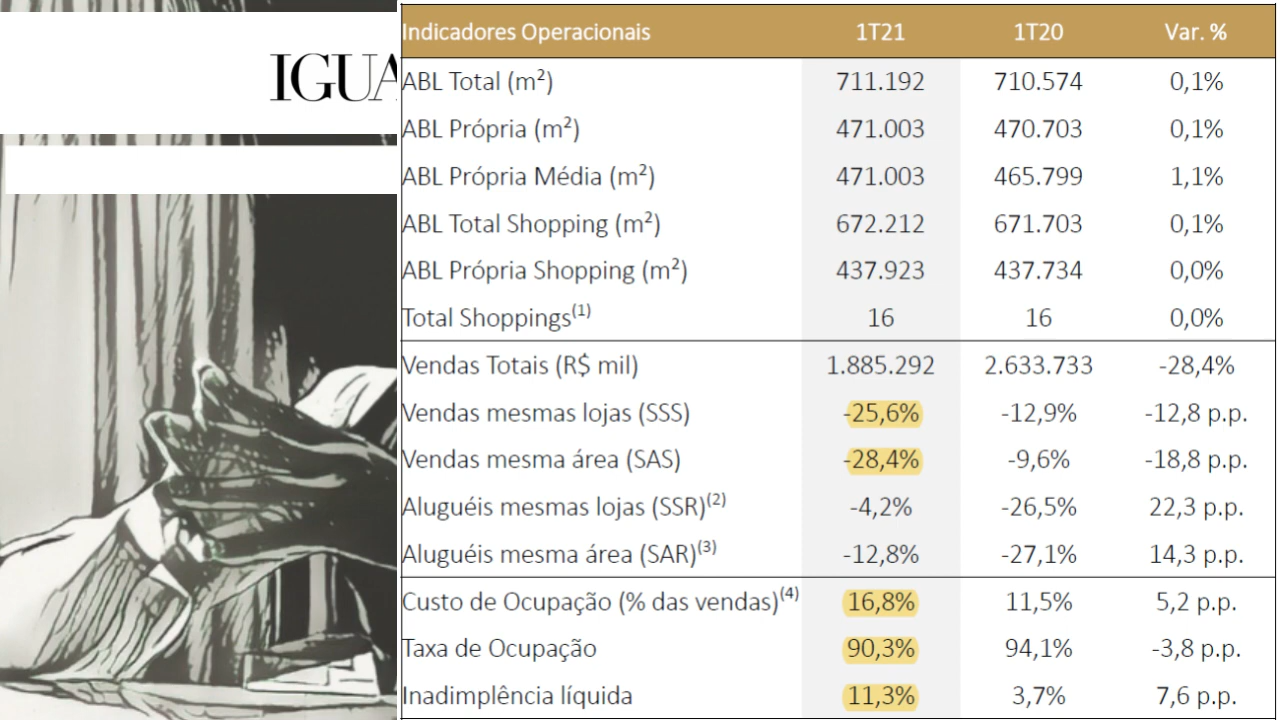 IGUA
Indicadores Operacionais 1T21 1T20 Var. %
ABL Total (m²) 711.192 710.574 0,1%
ABL Própria (m²) 471.003 470.703 0,1%
ABL Própria Média (m²) 471.003 465.799 1,1%
ABL Total Shopping (m²) 672.212 671.703 0,1%
ABL Própria Shopping (m²) 437.923 437.734 0,0%
Total Shoppings(1) 16 16 0,0%
Vendas Totais (R$ mil) 1.885.292 2.633.733 -28,4%
Vendas mesmas lojas (SSS) -25,6% -12,9% -12,8 p.p.
Vendas mesma área (SAS) -28,4% -9,6% -18,8 p.p.
Aluguéis mesmas lojas (SSR)(2) -4,2% -26,5% 22,3 p.p.
Aluguéis mesma área (SAR)(3) -12,8% -27,1% 14,3 p.p.
Custo de Ocupação (% das vendas)(4) 16,8% 11,5% 5,2 p.p.
Taxa de Ocupação 90,3% 94,1% -3,8 p.p.
Inadimplência líquida 11,3% 3,7% 7,6 p.p.